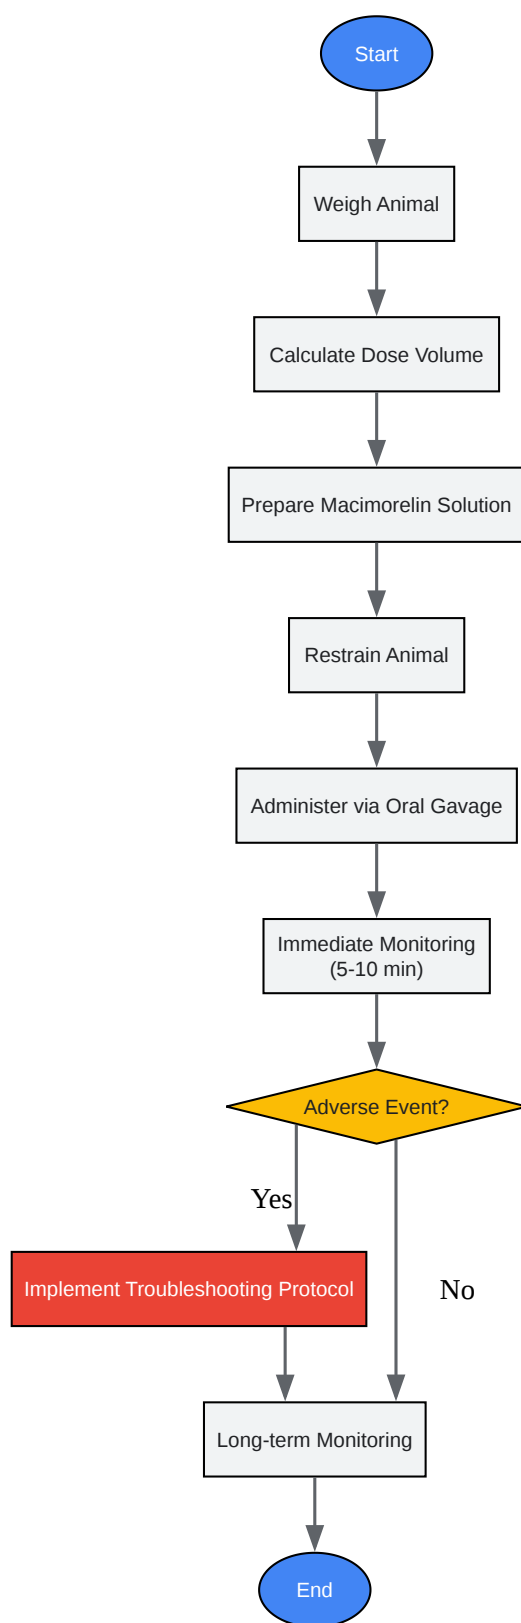 Start
Weigh Animal
Calculate Dose Volume
Prepare Macimorelin Solution
Restrain Animal
Administer via Oral Gavage
Immediate Monitoring
(5-10 min)
Adverse Event?
Yes
Implement Troubleshooting Protocol
No
Long-term Monitoring
End